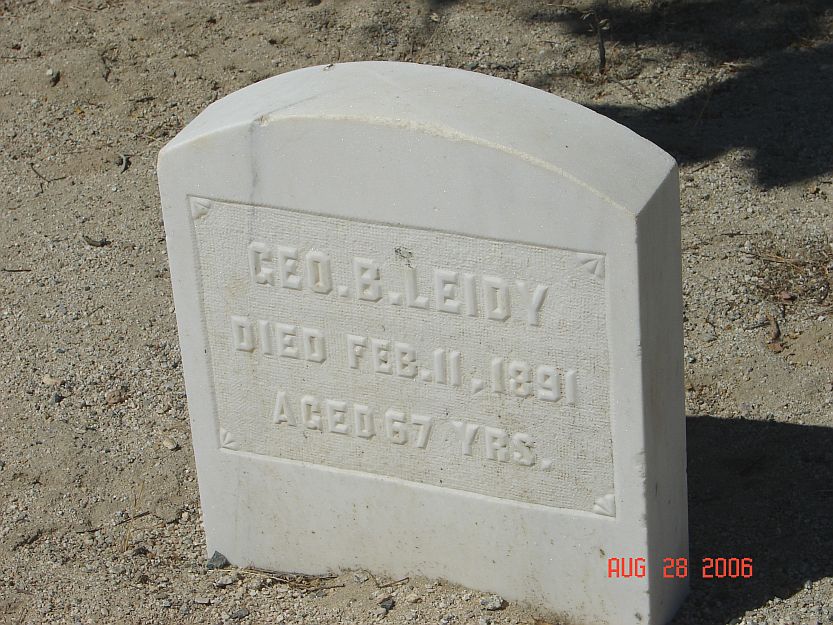 GEO. B. LEIDY
DIED FEB. 11, 1891
AGED 67 YRS.
AUG 28 2006